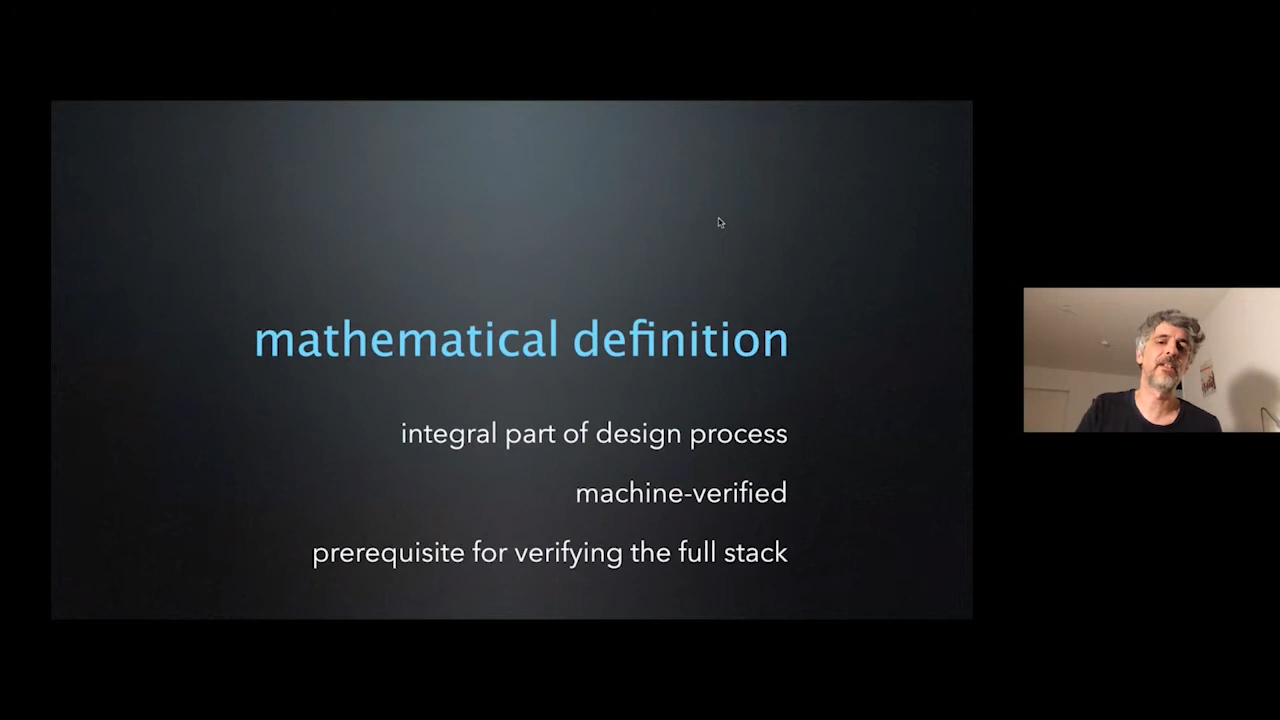 mathematical definition
integral part of design process
machine-verified
prerequisite for verifying the full stack